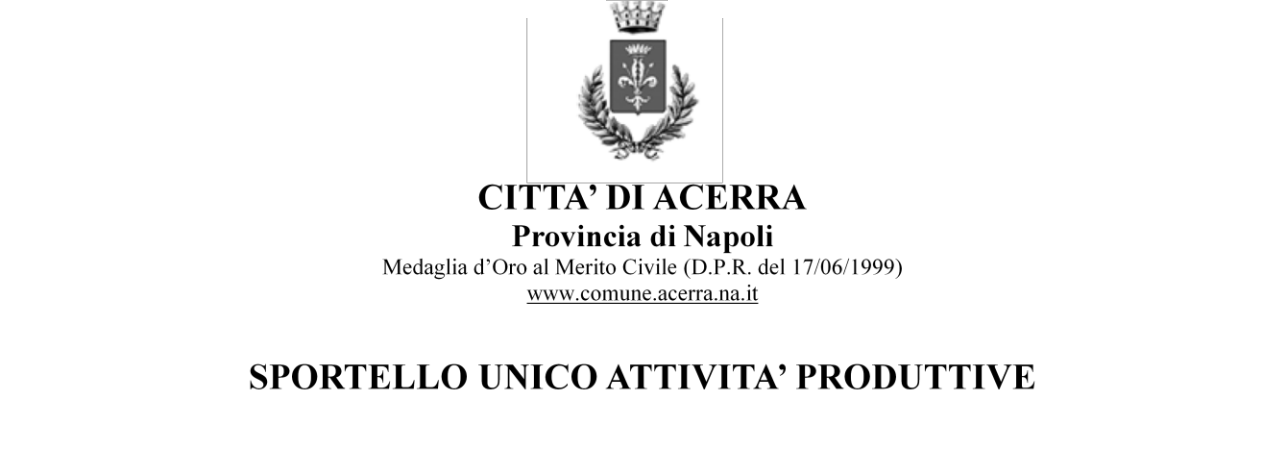 CITTA’ DI ACERRA
Provincia di Napoli
Medaglia d’Oro al Merito Civile (D.P.R. del 17/06/1999)
www.comune.acerra.na.it
SPORTELLO UNICO ATTIVITA’ PRODUTTIVE